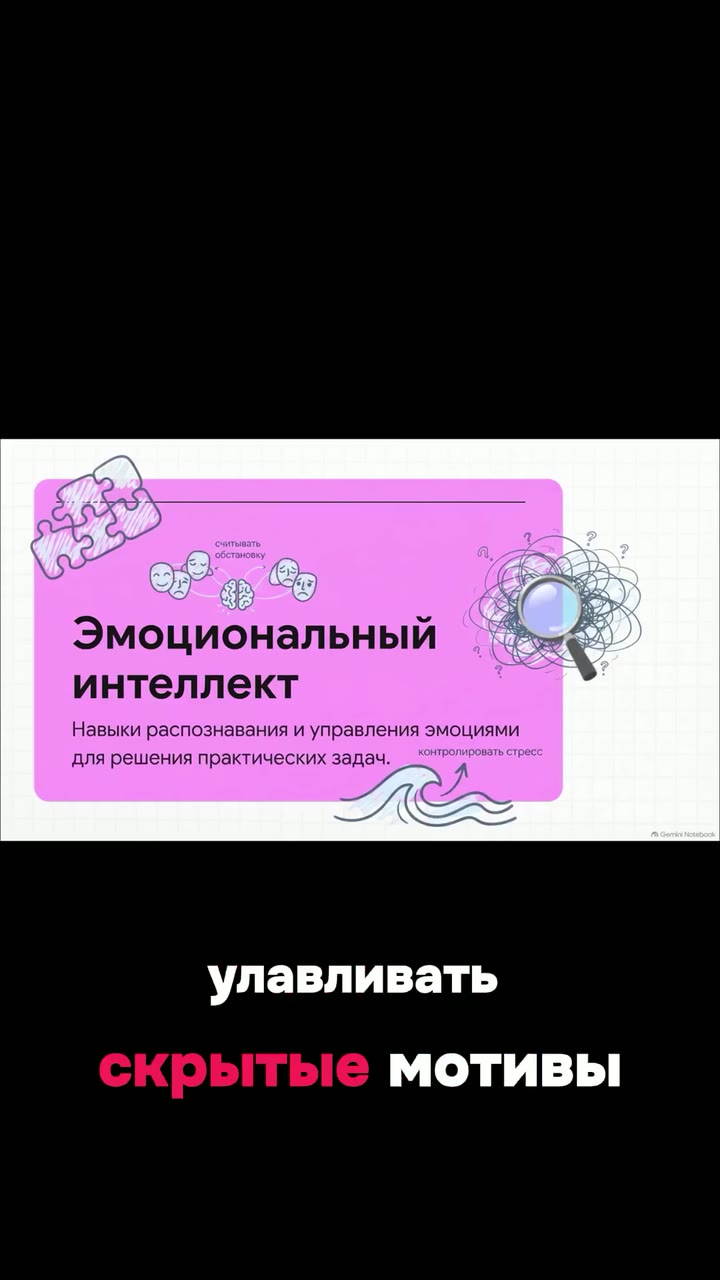 считывать
обстановку
Эмоциональный
интеллект
Навыки распознавания и управления эмоциями
для решения практических задач.
контролировать стресс
Gemini Notebook
улавливать
скрытые мотивы